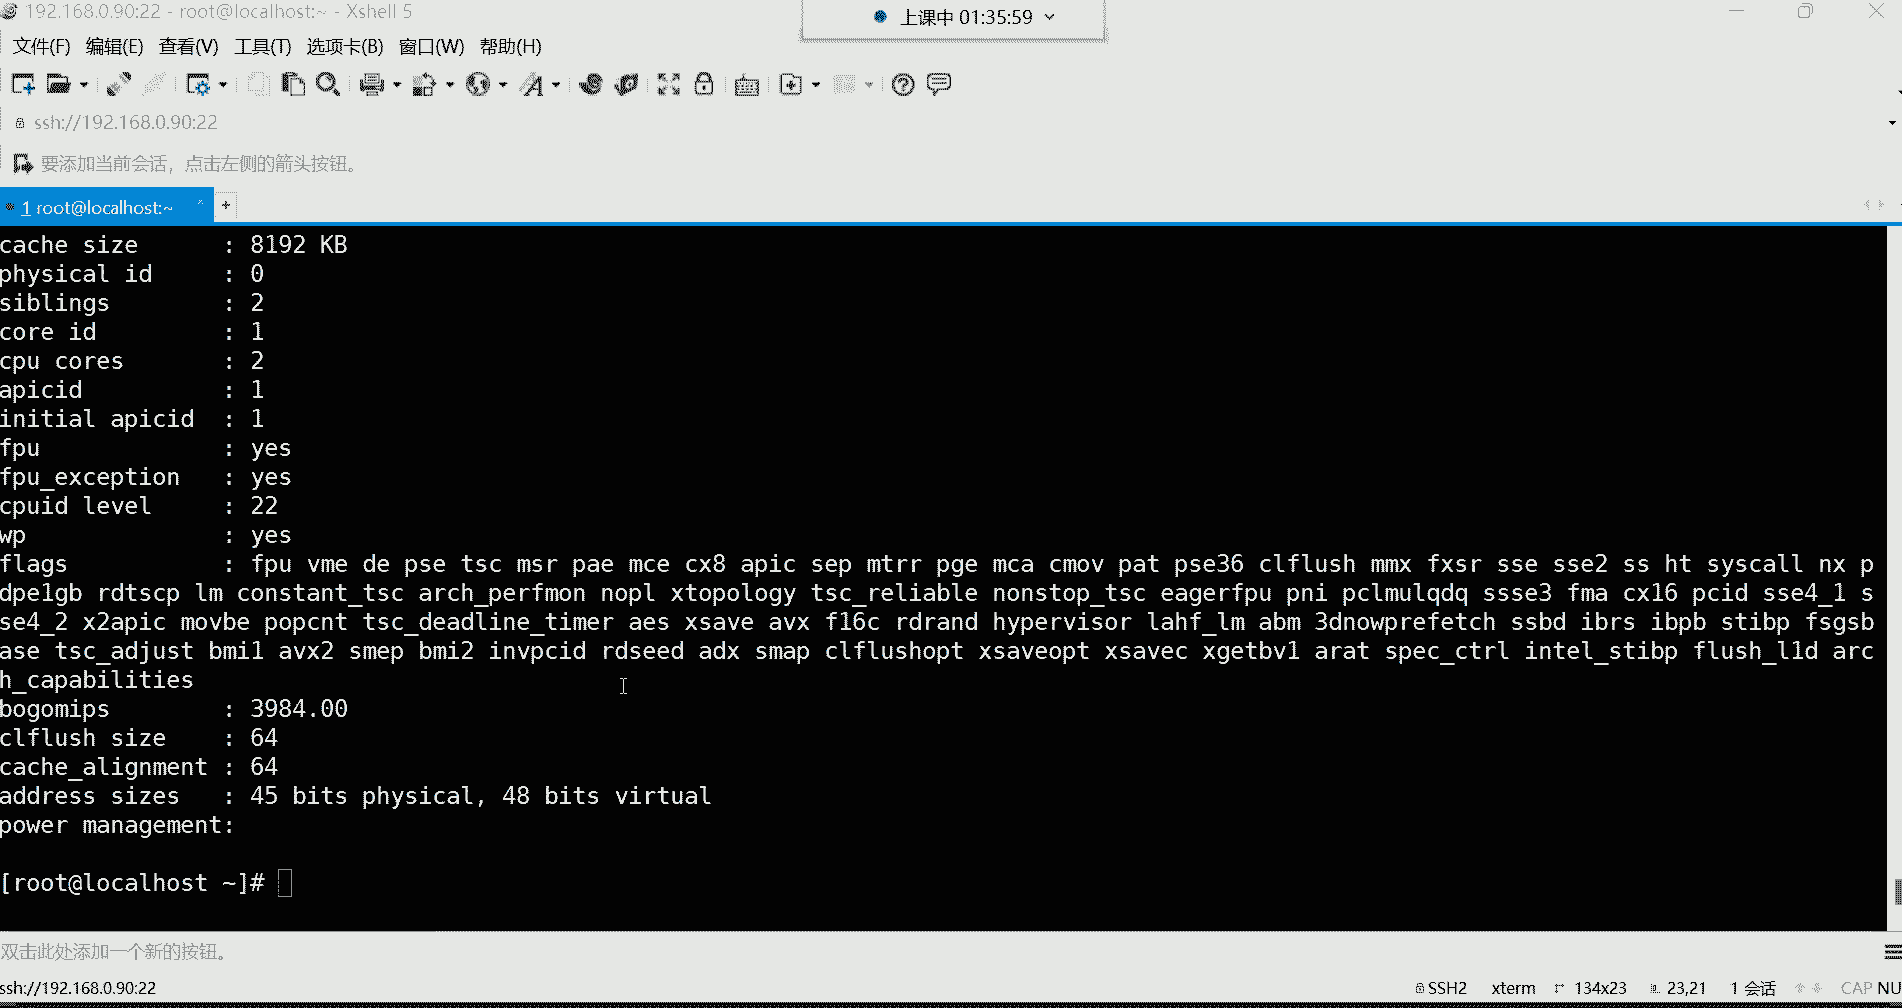 192.168.0.90:22 - root@localhost:~ - Xshell 5
上课中 01:35:59
文件(F) 编辑(E) 查看(V) 工具(T) 选项卡(B) 窗口(W) 帮助(H)
ssh://192.168.0.90:22
要添加当前会话，点击左侧的箭头按钮。
1 root@localhost:~ × +
cache size : 8192 KB
physical id : 0
siblings : 2
core id : 1
cpu cores : 2
apicid : 1
initial apicid : 1
fpu : yes
fpu_exception : yes
cpuid level : 22
wp : yes
flags : fpu vme de pse tsc msr pae mce cx8 apic sep mtrr pge mca cmov pat pse36 clflush mmx fxsr sse sse2 ss ht syscall nx p
dpe1gb rdtscp lm constant_tsc arch_perfmon nopl xtopology tsc_reliable nonstop_tsc eagerfpu pni pclmulqdq ssse3 fma cx16 pcid sse4_1 s
se4_2 x2apic movbe popcnt tsc_deadline_timer aes xsave avx f16c rdrand hypervisor lahf_lm abm 3dnowprefetch ssbd ibrs ibpb stibp fsgsb
ase tsc_adjust bmi1 avx2 smep bmi2 invpcid rdseed adx smap clflushopt xsaveopt xsavec xgetbv1 arat spec_ctrl intel_stibp flush_l1d arc
h_capabilities
bogomips : 3984.00
clflush size : 64
cache_alignment : 64
address sizes : 45 bits physical, 48 bits virtual
power management:
[root@localhost ~]#
双击此处添加一个新的按钮。
ssh://192.168.0.90:22 SSH2 xterm 134x23 23,21 1 会话 CAP NU